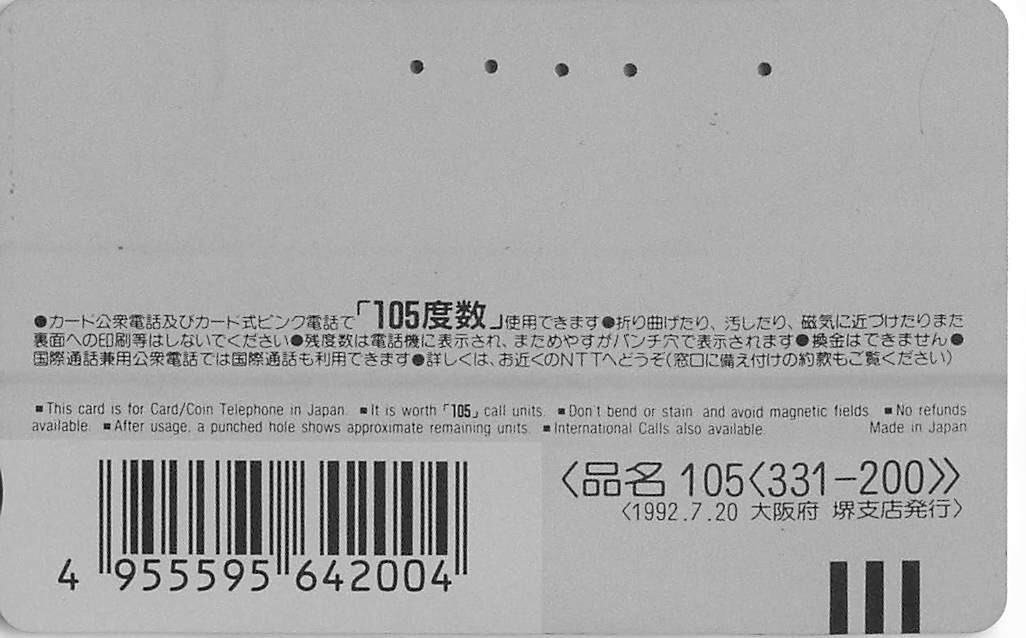 ●カード公衆電話及びカード式ピンク電話で「105度数」使用できます●折り曲げたり、汚したり、磁気に近づけたりまた
裏面への印刷等はしないでください●残度数は電話機に表示され、まためやすがパンチ穴で表示されます●換金はできません●
国際通話兼用公衆電話では国際通話も利用できます●詳しくは、お近くのNTTへどうぞ(窓口に備え付けの約款もご覧ください)
■This card is for Card/Coin Telephone in Japan. ■It is worth「105」call units. ■Don't bend or stain and avoid magnetic fields. ■No refunds
available. ■After usage, a punched hole shows approximate remaining units. ■International Calls also available. Made in Japan
〈品名 105〈331-200〉〉
〈1992.7.20 大阪府 堺支店発行〉
4 955595 642004